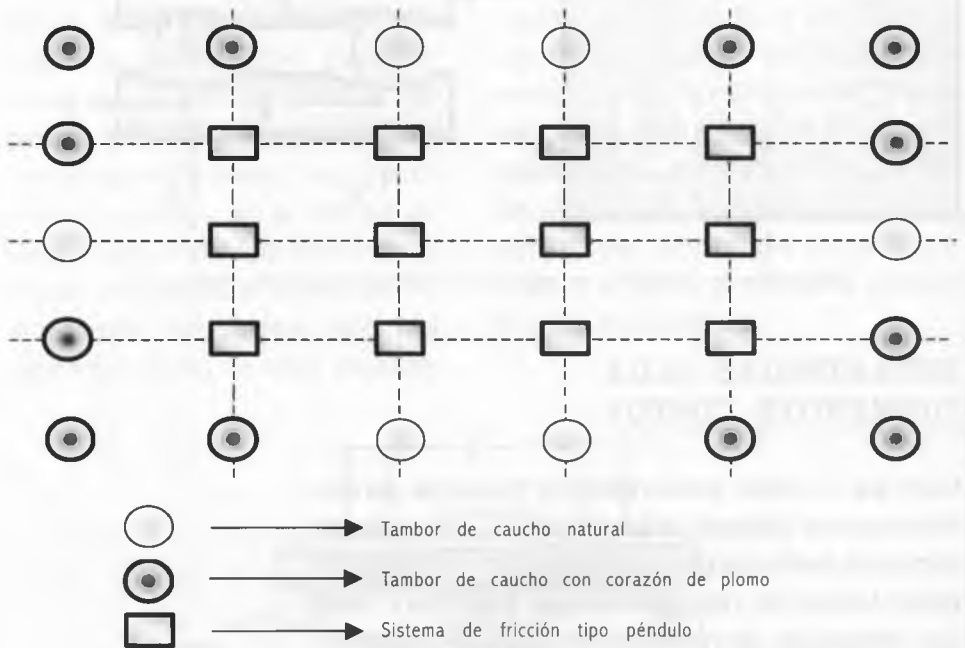 Tambor de caucho natural
Tambor de caucho con corazón de plomo
Sistema de fricción tipo péndulo